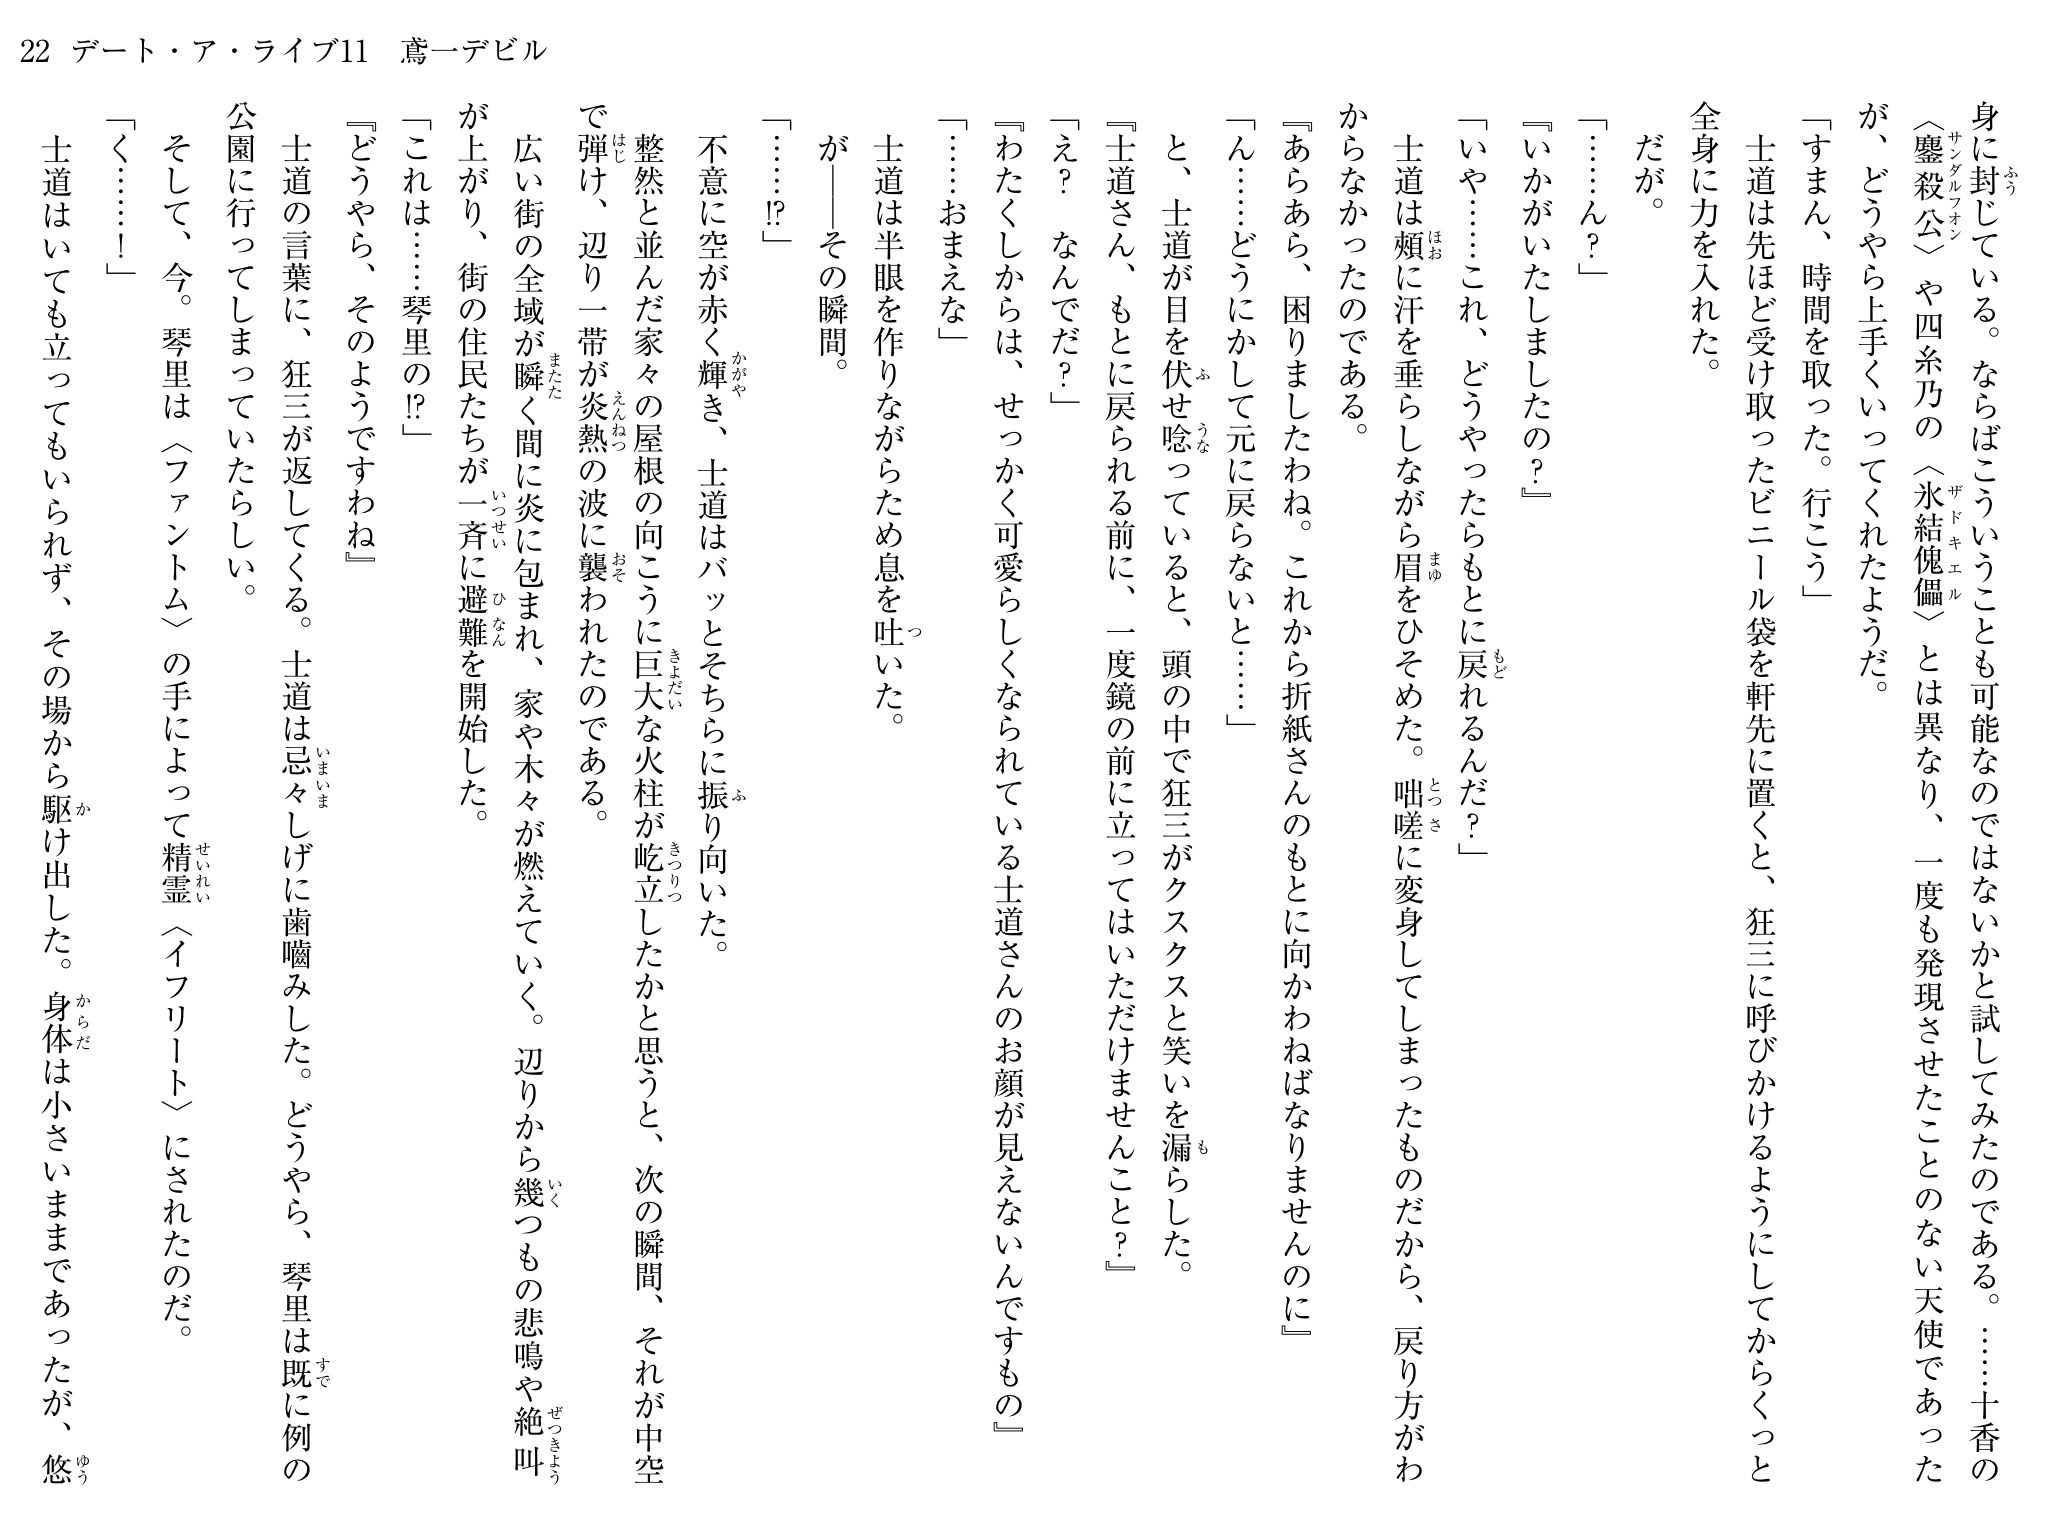 22 デート・ア・ライブ11　鳶一デビル
身に封じている。ならばこういうことも可能なのではないかと試してみたのである。……十香の
〈鏖殺公〉や四糸乃の〈氷結傀儡〉とは異なり、一度も発現させたことのない天使であった
が、どうやら上手くいってくれたようだ。
「すまん、時間を取った。行こう」
　士道は先ほど受け取ったビニール袋を軒先に置くと、狂三に呼びかけるようにしてからくっと
全身に力を入れた。
　だが。
「……ん？」
『いかがいたしましたの？』
「いや……これ、どうやったらもとに戻れるんだ？」
　士道は頰に汗を垂らしながら眉をひそめた。咄嗟に変身してしまったものだから、戻り方がわ
からなかったのである。
『あらあら、困りましたわね。これから折紙さんのもとに向かわねばなりませんのに』
「ん……どうにかして元に戻らないと……」
　と、士道が目を伏せ唸っていると、頭の中で狂三がクスクスと笑いを漏らした。
『士道さん、もとに戻られる前に、一度鏡の前に立ってはいただけませんこと？』
「え？　なんでだ？」
『わたくしからは、せっかく可愛らしくなられている士道さんのお顔が見えないんですもの』
「……おまえな」
　士道は半眼を作りながらため息を吐いた。
　が――その瞬間。
「……!?」
　不意に空が赤く輝き、士道はバッとそちらに振り向いた。
　整然と並んだ家々の屋根の向こうに巨大な火柱が屹立したかと思うと、次の瞬間、それが中空
で弾け、辺り一帯が炎熱の波に襲われたのである。
　広い街の全域が瞬く間に炎に包まれ、家や木々が燃えていく。辺りから幾つもの悲鳴や絶叫
が上がり、街の住民たちが一斉に避難を開始した。
「これは……琴里の!?」
『どうやら、そのようですわね』
　士道の言葉に、狂三が返してくる。士道は忌々しげに歯嚙みした。どうやら、琴里は既に例の
公園に行ってしまっていたらしい。
　そして、今。琴里は〈ファントム〉の手によって精霊〈イフリート〉にされたのだ。
「く……！」
　士道はいても立ってもいられず、その場から駆け出した。身体は小さいままであったが、悠